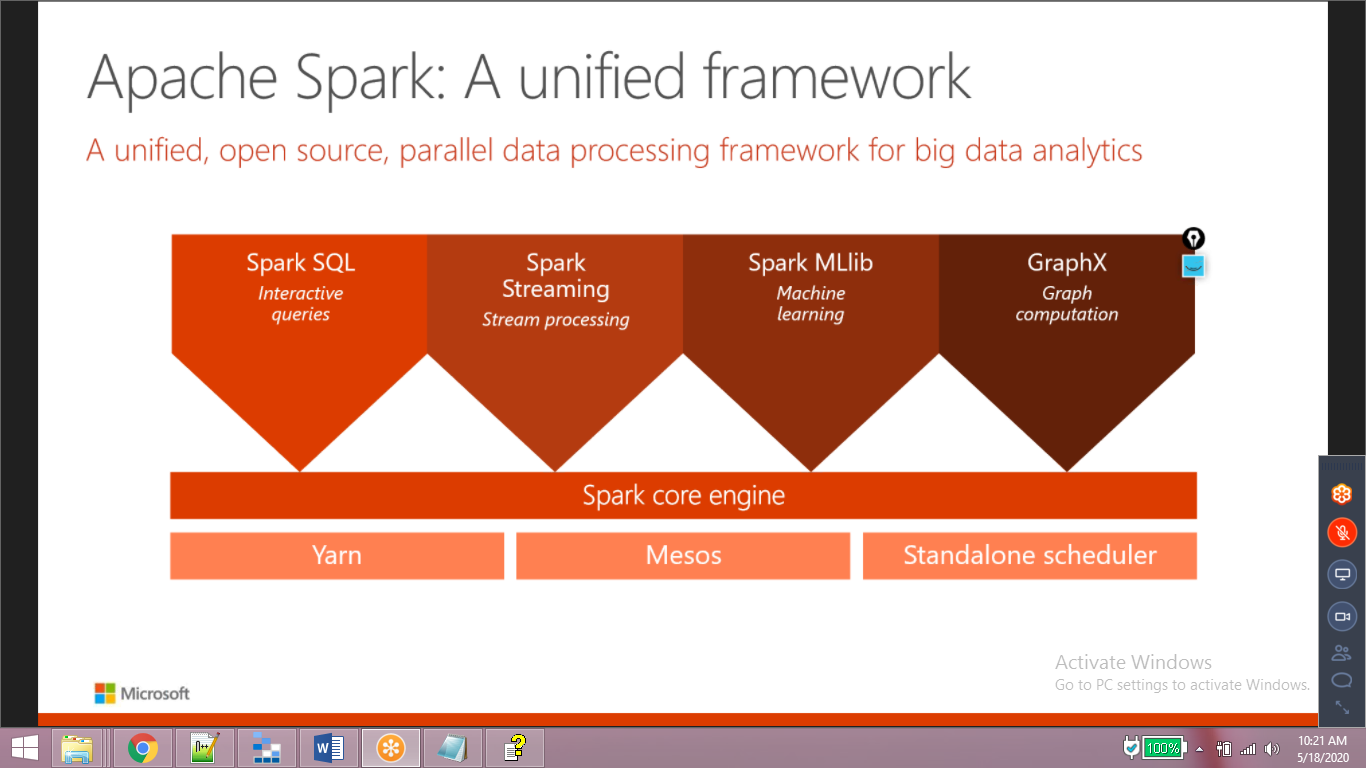 Apache Spark: A unified framework
A unified, open source, parallel data processing framework for big data analytics
Spark SQL
Interactive
queries
Spark
Streaming
Stream processing
Spark MLlib
Machine
learning
GraphX
Graph
computation
Spark core engine
Yarn
Mesos
Standalone scheduler
Activate Windows
Go to PC settings to activate Windows.
Microsoft
100%
10:21 AM
5/18/2020